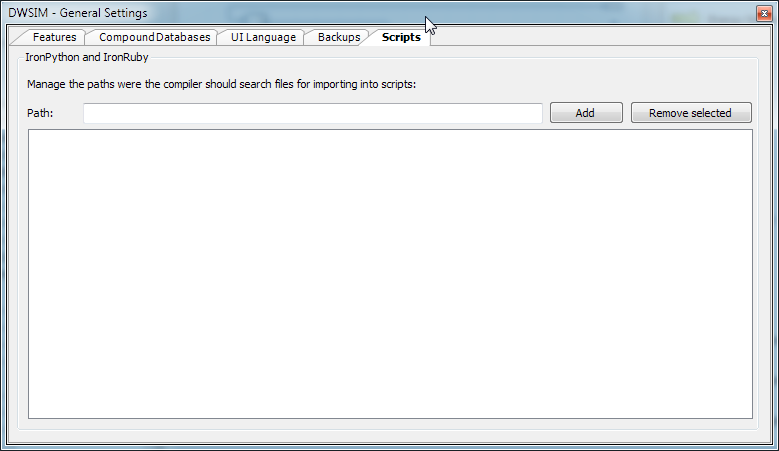 DWSIM - General Settings
Features Compound Databases UI Language Backups Scripts
IronPython and IronRuby
Manage the paths were the compiler should search files for importing into scripts:
Path: Add Remove selected